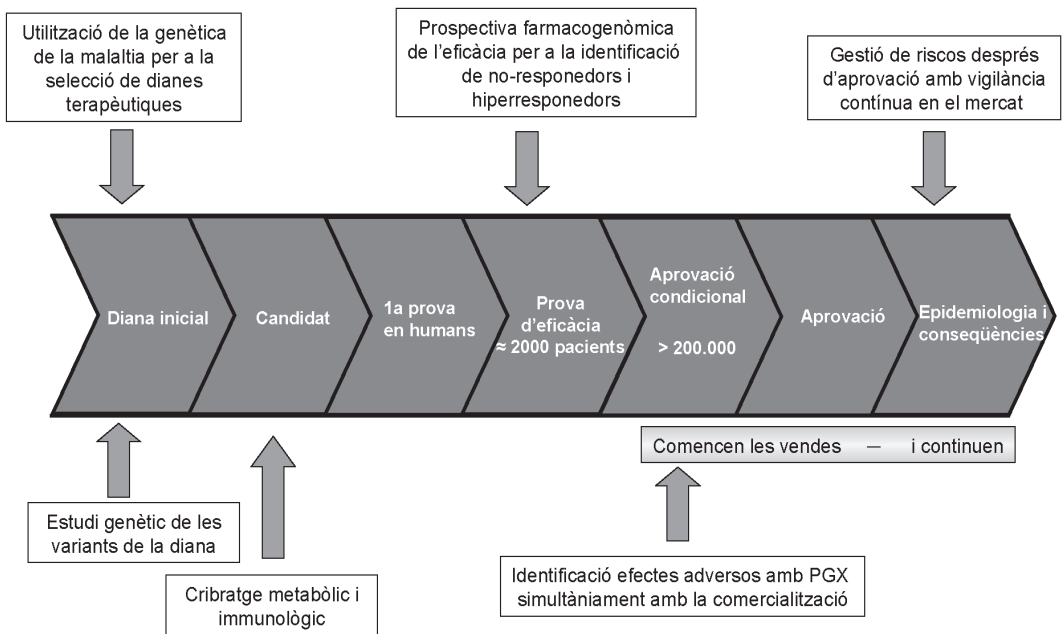 Utilització de la genètica
de la malaltia per a la
selecció de dianes
terapèutiques
Prospectiva farmacogenòmica
de l'eficàcia per a la identificació
de no-responedors i
hiperresponedors
Gestió de riscos després
d'aprovació amb vigilància
contínua en el mercat
Diana inicial
Candidat
1a prova
en humans
Prova
d'eficàcia
≈ 2000 pacients
Aprovació
condicional
> 200.000
Aprovació
Epidemiologia i
conseqüències
Comencen les vendes – i continuen
Estudi genètic de les
variants de la diana
Cribratge metabòlic i
immunològic
Identificació efectes adversos amb PGX
simultàniament amb la comercialització